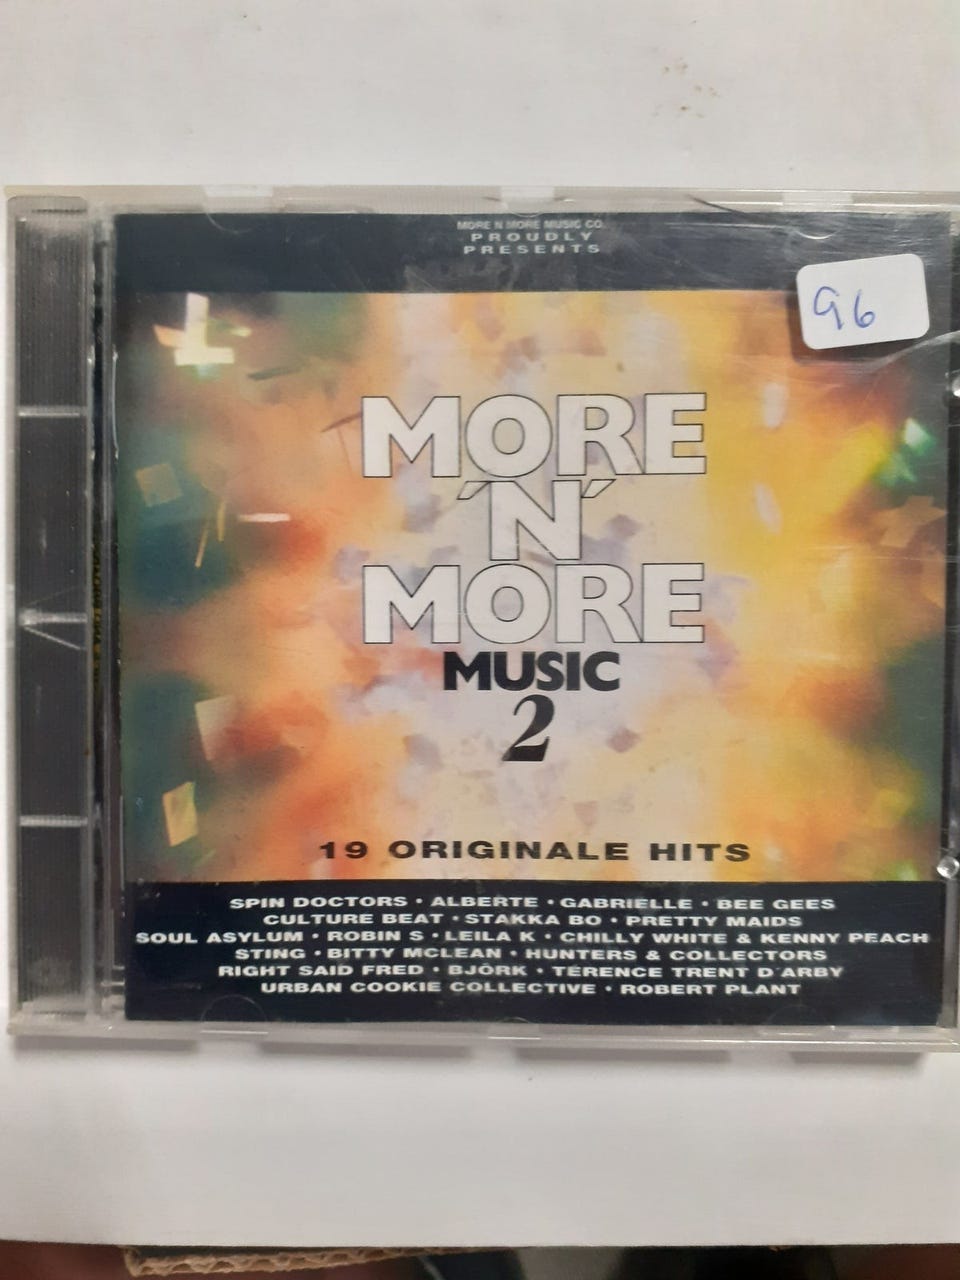 MORE N MORE MUSIC CO.
PROUDLY
PRESENTS
96
MORE
´N´
MORE
MUSIC
2
19 ORIGINALE HITS
SPIN DOCTORS • ALBERTE • GABRIELLE • BEE GEES
CULTURE BEAT • STAKKA BO • PRETTY MAIDS
SOUL ASYLUM • ROBIN S • LEILA K • CHILLY WHITE & KENNY PEACH
STING • BITTY MCLEAN • HUNTERS & COLLECTORS
RIGHT SAID FRED • BJÖRK • TERENCE TRENT D'ARBY
URBAN COOKIE COLLECTIVE • ROBERT PLANT